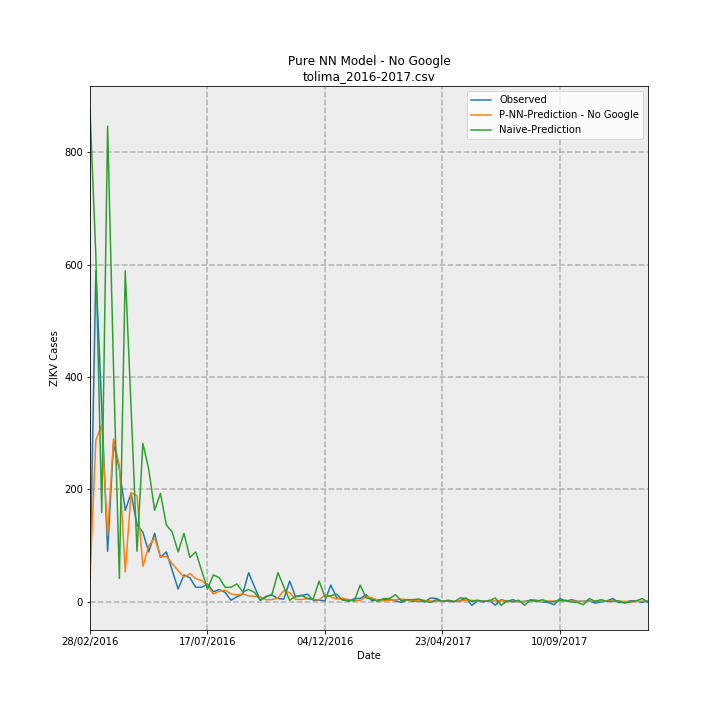 Pure NN Model - No Google
tolima_2016-2017.csv
Observed
P-NN-Prediction - No Google
Naive-Prediction
800
600
400
200
0
ZIKV Cases
28/02/2016
17/07/2016
04/12/2016
23/04/2017
10/09/2017
Date